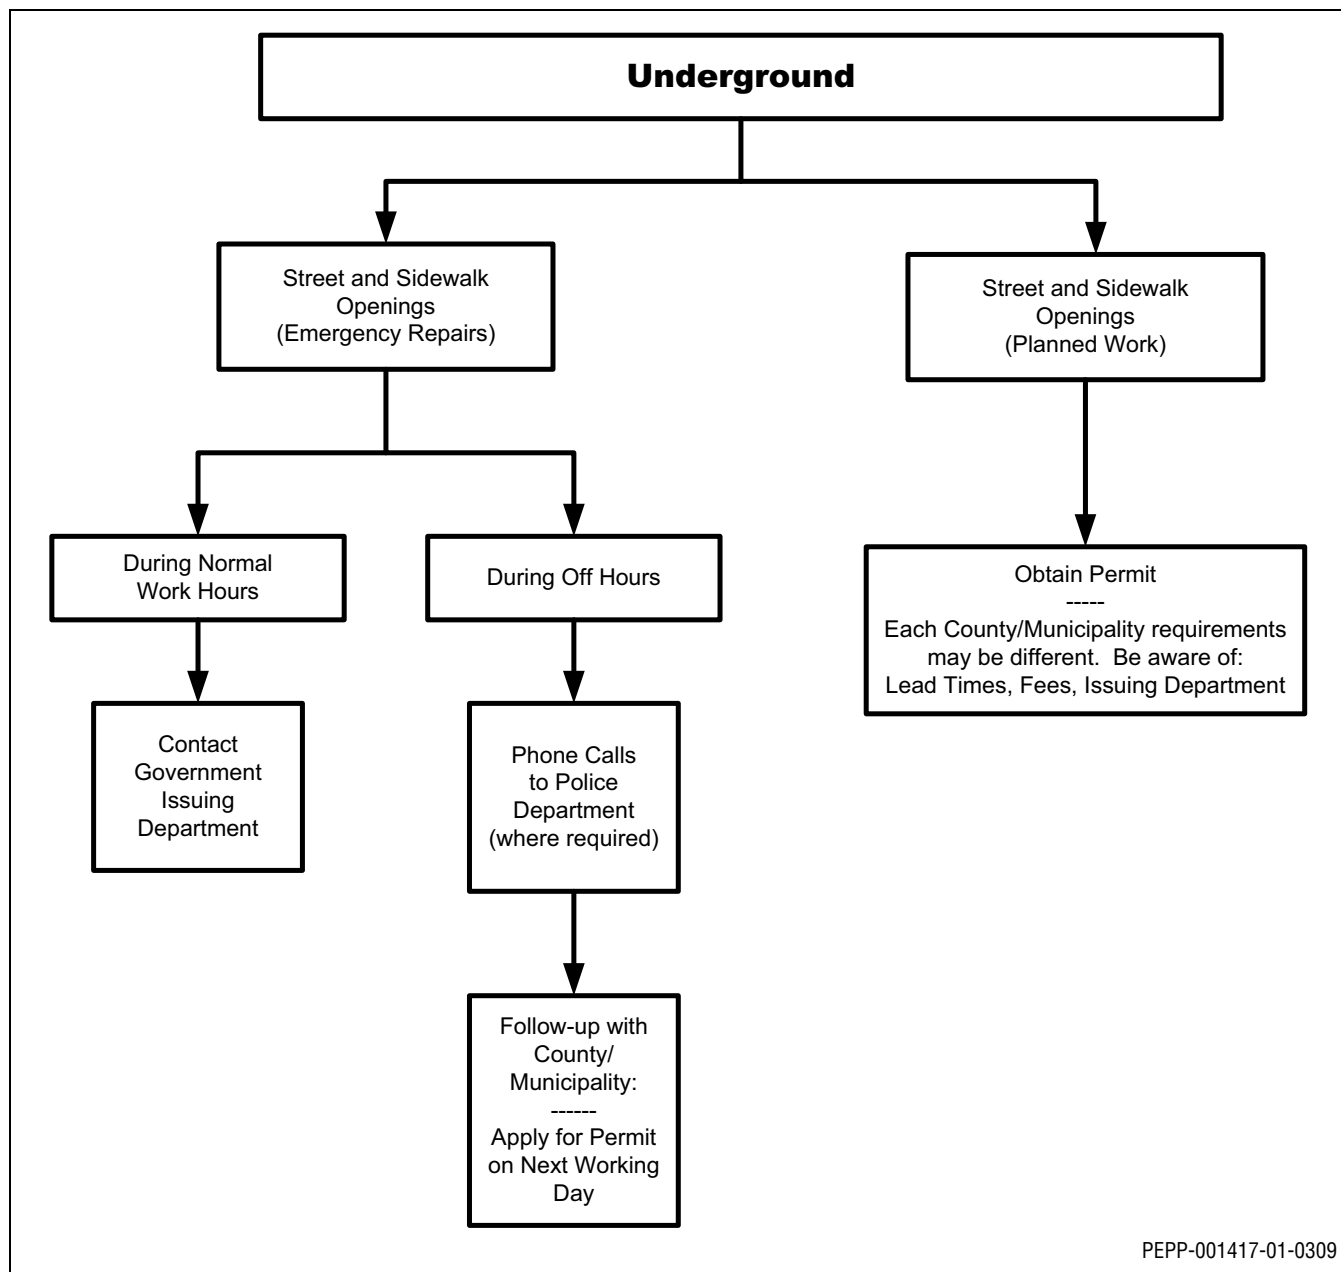 Underground
Street and Sidewalk
Openings
(Emergency Repairs)
Street and Sidewalk
Openings
(Planned Work)
During Normal
Work Hours
During Off Hours
Obtain Permit
-----
Each County/Municipality requirements
may be different.  Be aware of:
Lead Times, Fees, Issuing Department
Contact
Government
Issuing
Department
Phone Calls
to Police
Department
(where required)
Follow-up with
County/
Municipality:
------
Apply for Permit
on Next Working
Day
PEPP-001417-01-0309